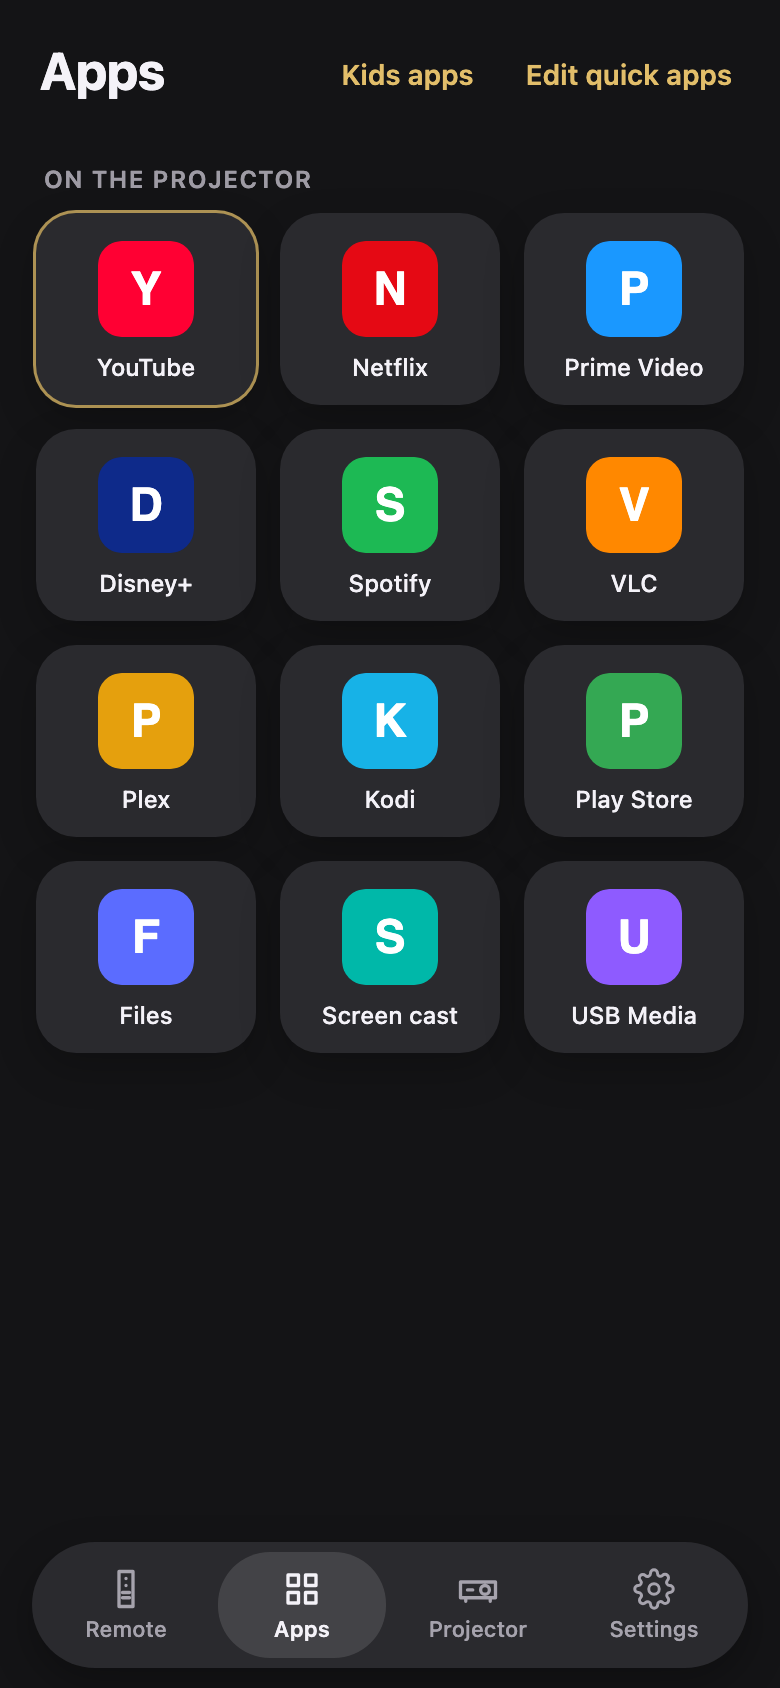 Apps
Kids apps
Edit quick apps
ON THE PROJECTOR
Y
N
P
YouTube
Netflix
Prime Video
D
S
V
Disney+
Spotify
VLC
P
K
P
Plex
Kodi
Play Store
F
S
U
Files
Screen cast
USB Media
Remote
Apps
Projector
Settings